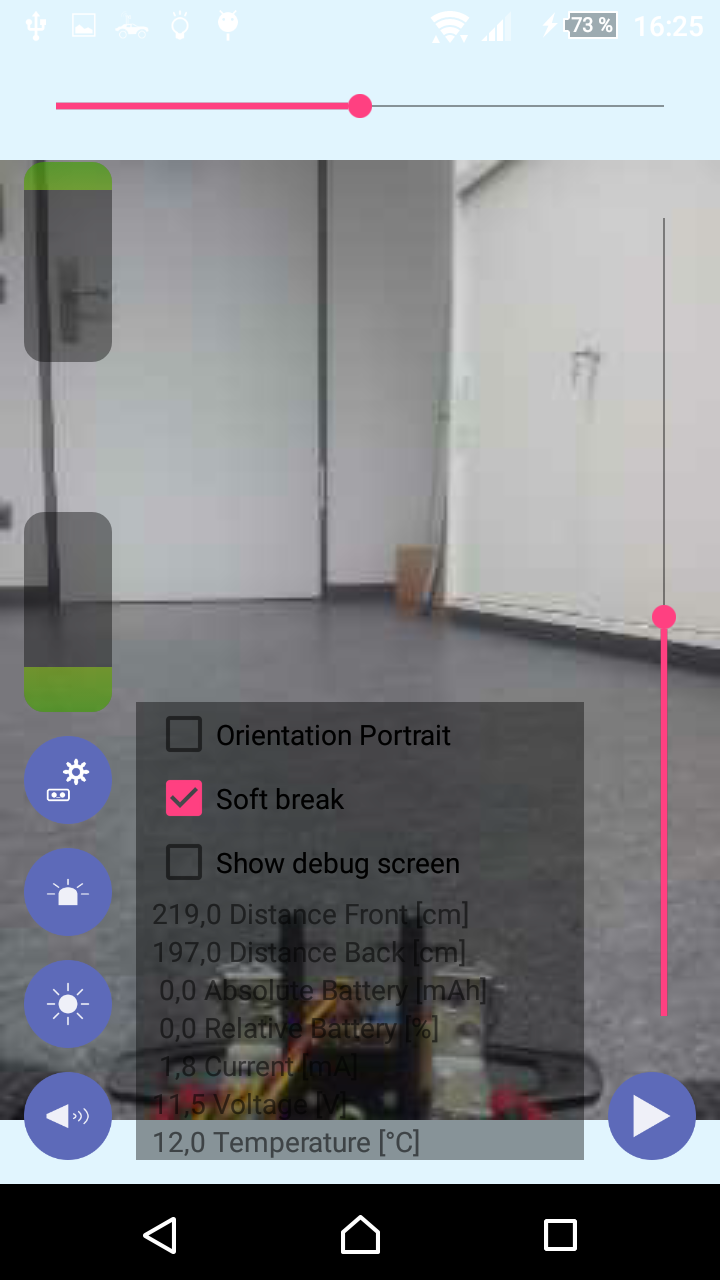 73 %
16:25
Orientation Portrait
Soft break
Show debug screen
219,0 Distance Front [cm]
197,0 Distance Back [cm]
0,0 Absolute Battery [mAh]
0,0 Relative Battery [%]
1,8 Current [mA]
11,5 Voltage [V]
12,0 Temperature [°C]